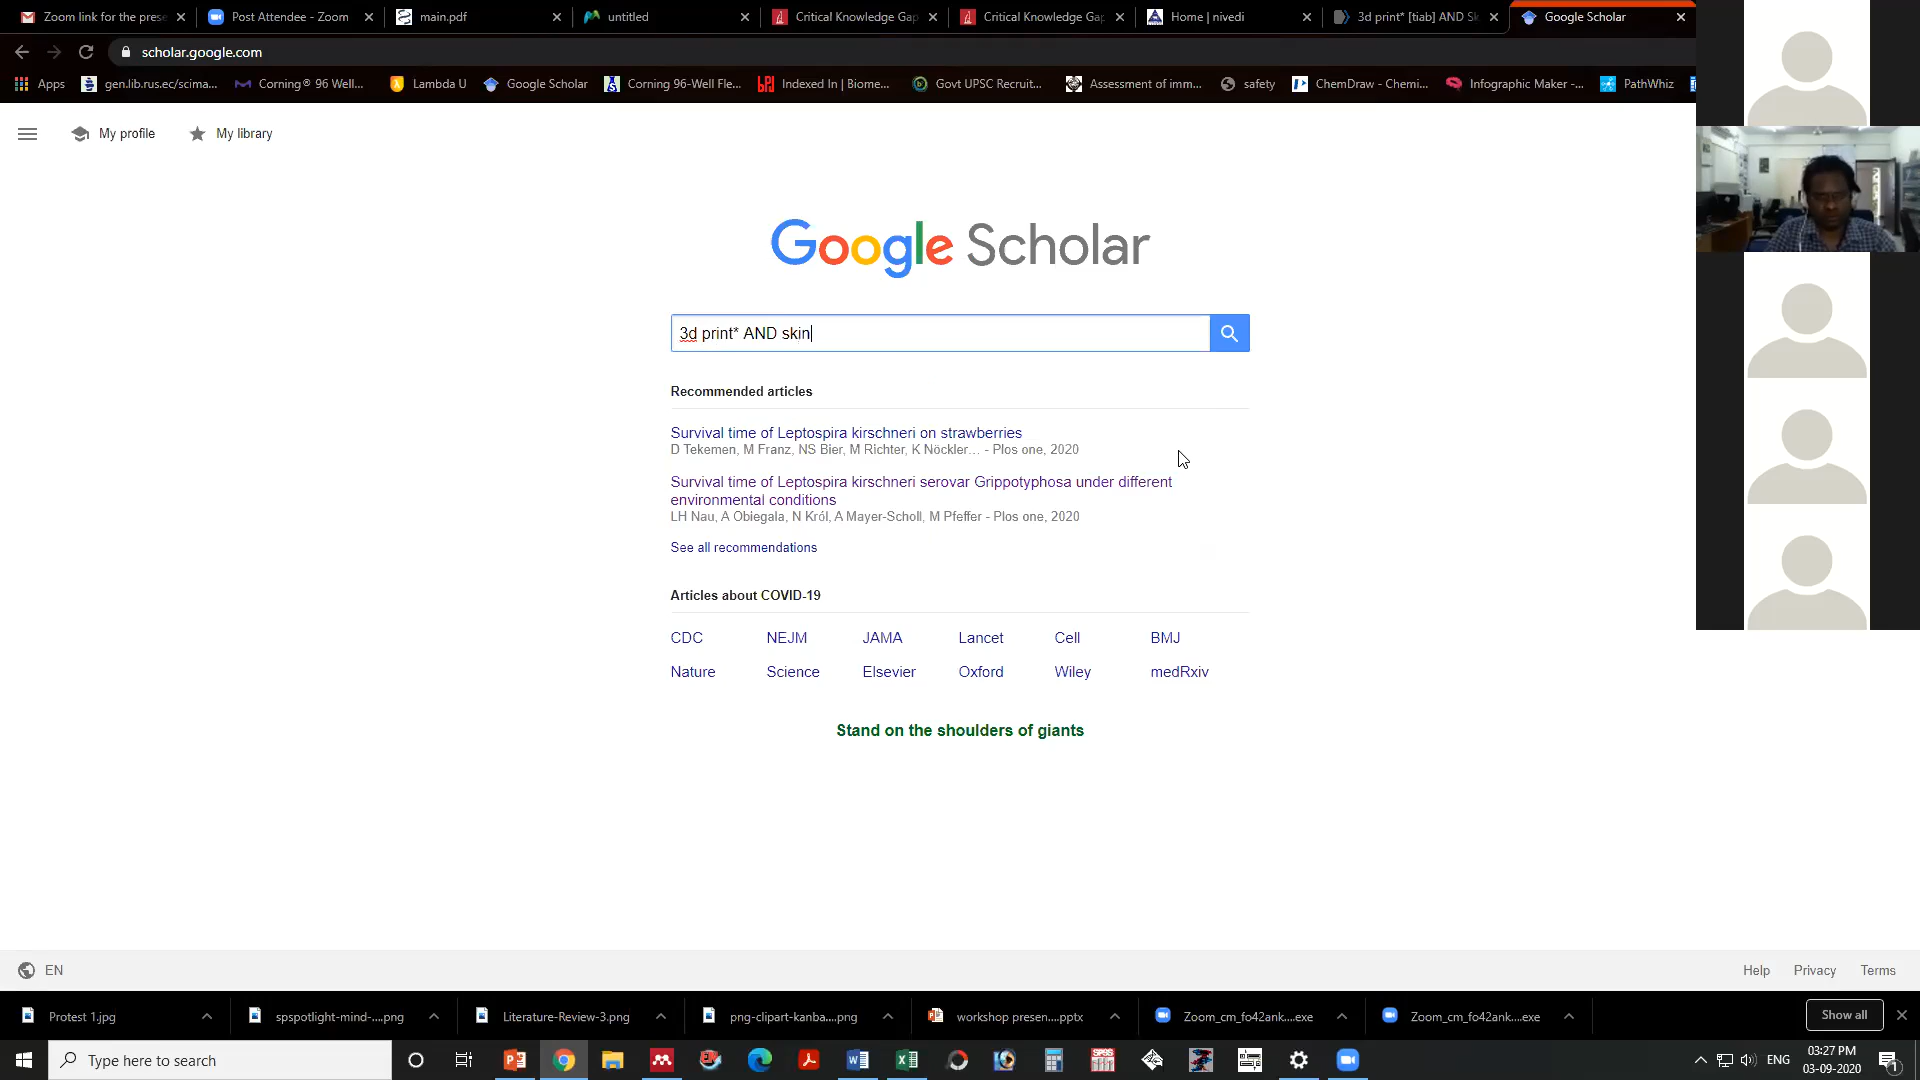 Zoom link for the prese
Post Attendee - Zoom
main.pdf
untitled
Critical Knowledge Gap
Critical Knowledge Gap
Home | nivedi
3d print* [tiab] AND Sk
Google Scholar
scholar.google.com
Apps
gen.lib.rus.ec/scima...
Corning® 96 Well...
Lambda U
Google Scholar
Corning 96-Well Fle...
Indexed In | Biome...
Govt UPSC Recruit...
Assessment of imm...
safety
ChemDraw - Chemi...
Infographic Maker -...
PathWhiz
My profile
My library
Google Scholar
3d print* AND skin
Recommended articles
Survival time of Leptospira kirschneri on strawberries
D Tekemen, M Franz, NS Bier, M Richter, K Nöckler... - Plos one, 2020
Survival time of Leptospira kirschneri serovar Grippotyphosa under different
environmental conditions
LH Nau, A Obiegala, N Król, A Mayer-Scholl, M Pfeffer - Plos one, 2020
See all recommendations
Articles about COVID-19
CDC NEJM JAMA Lancet Cell BMJ
Nature Science Elsevier Oxford Wiley medRxiv
Stand on the shoulders of giants
EN
Help Privacy Terms
Protest 1.jpg
spspotlight-mind-....png
Literature-Review-3.png
png-clipart-kanba....png
workshop presen....pptx
Zoom_cm_fo42ank....exe
Zoom_cm_fo42ank....exe
Show all
Type here to search
ENG
03:27 PM
03-09-2020